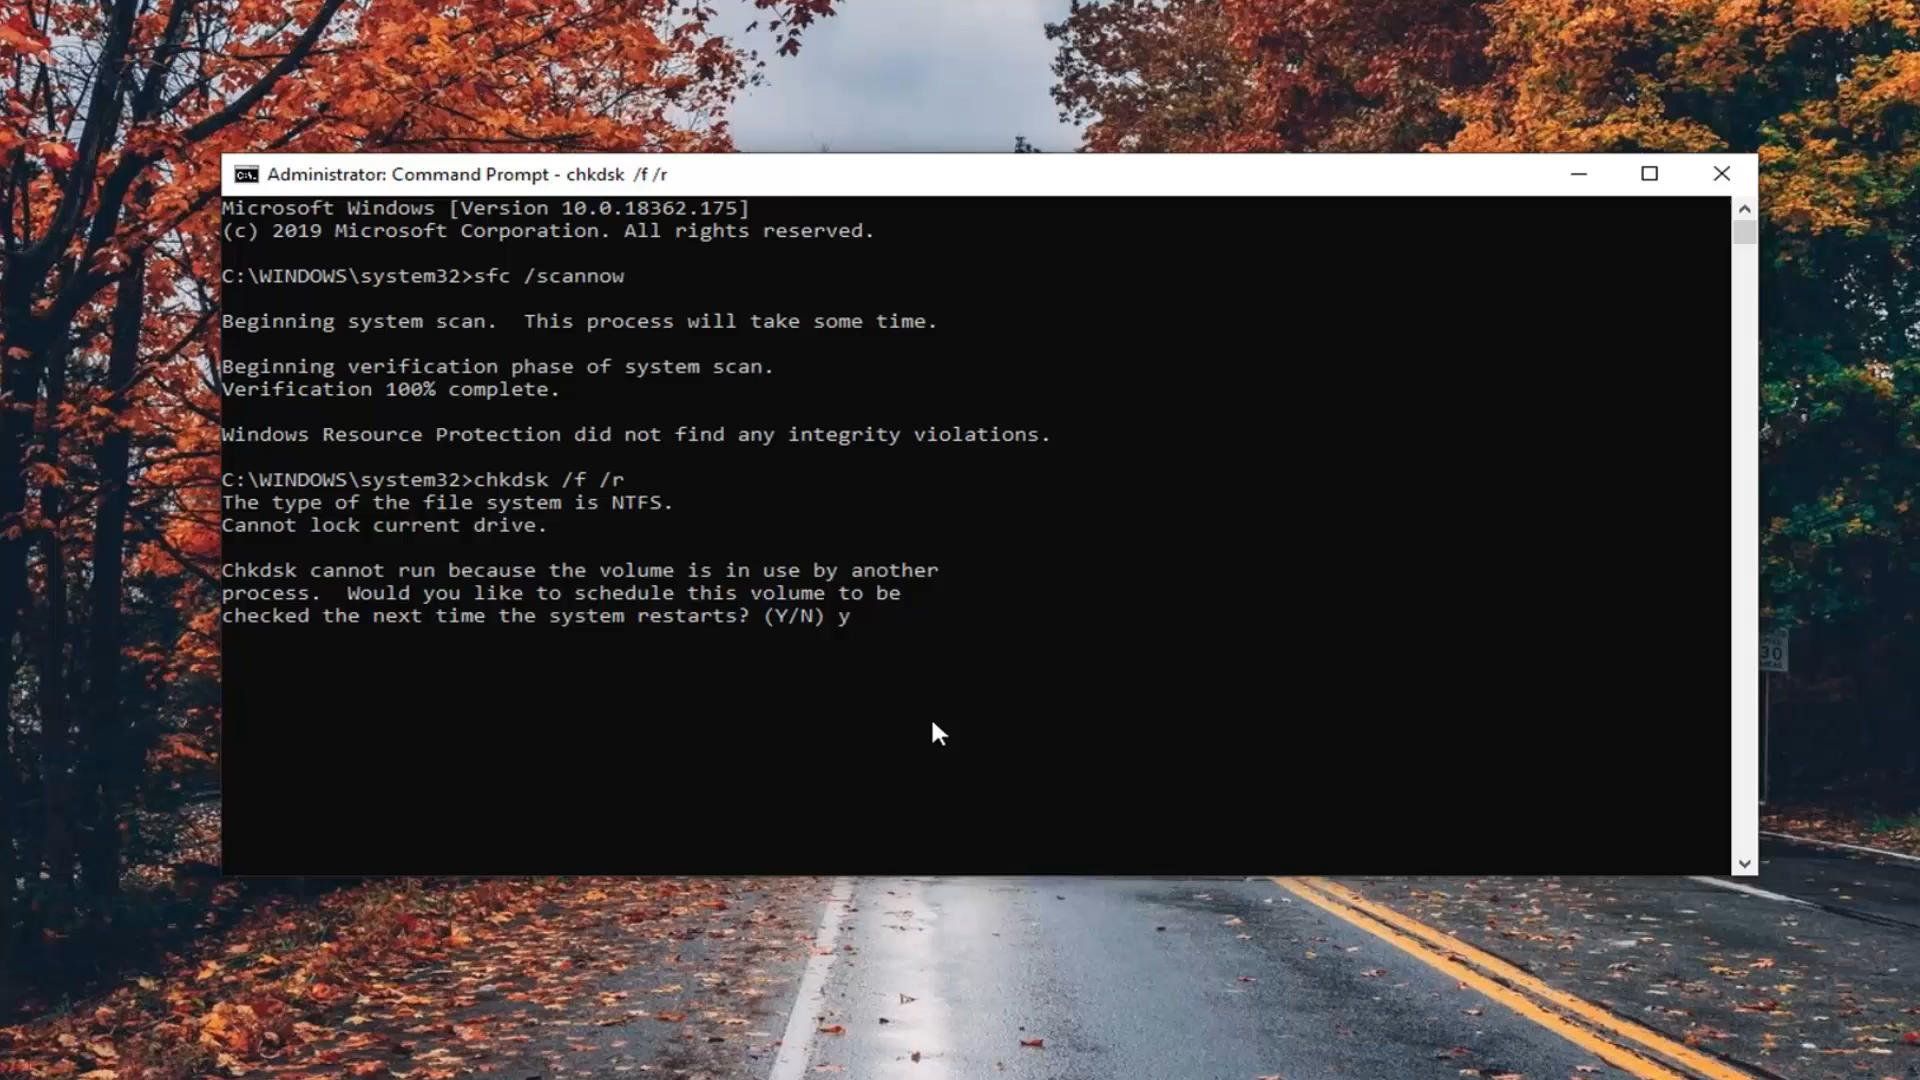 Administrator: Command Prompt - chkdsk /f /r
Microsoft Windows [Version 10.0.18362.175]
(c) 2019 Microsoft Corporation. All rights reserved.
C:\WINDOWS\system32>sfc /scannow
Beginning system scan.  This process will take some time.
Beginning verification phase of system scan.
Verification 100% complete.
Windows Resource Protection did not find any integrity violations.
C:\WINDOWS\system32>chkdsk /f /r
The type of the file system is NTFS.
Cannot lock current drive.
Chkdsk cannot run because the volume is in use by another
process.  Would you like to schedule this volume to be
checked the next time the system restarts? (Y/N) y
30